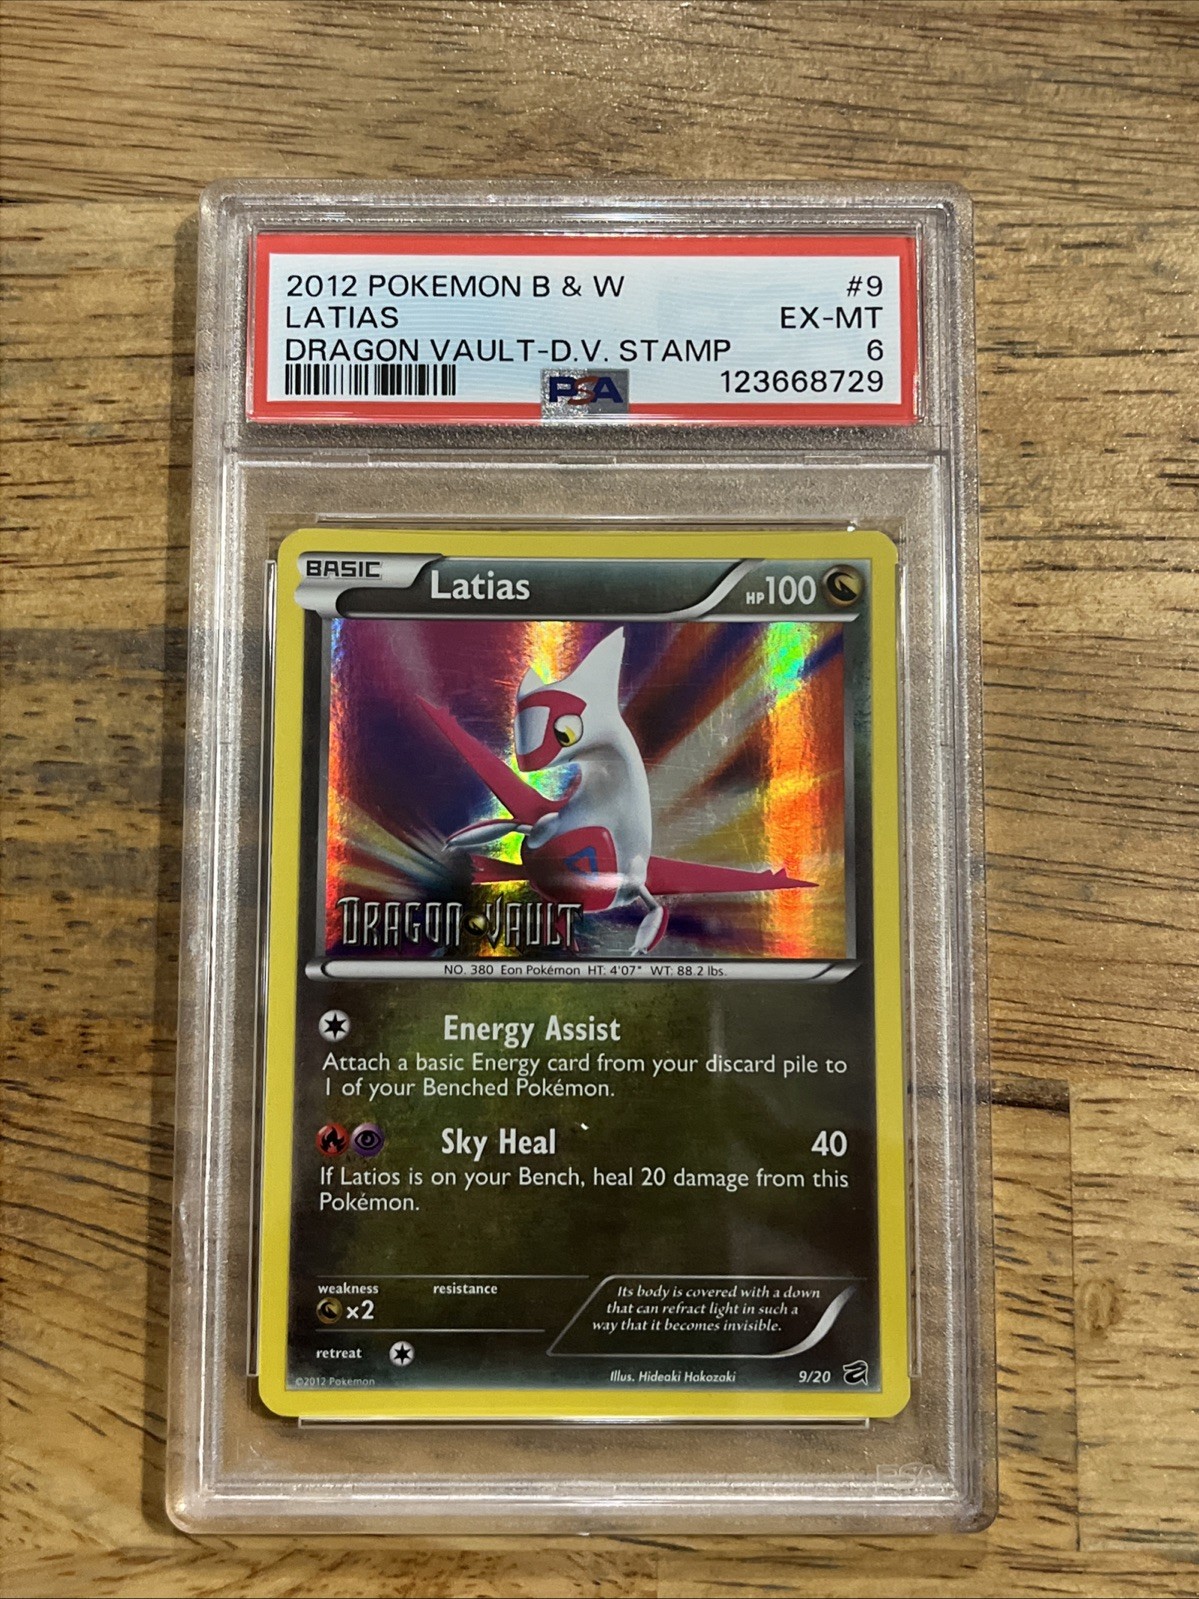 2012 POKEMON B & W #9
LATIAS EX-MT
DRAGON VAULT-D.V. STAMP 6
PSA 123668729
BASIC Latias HP100
DRAGON VAULT
NO. 380 Eon Pokémon HT: 4'07" WT: 88.2 lbs.
Energy Assist
Attach a basic Energy card from your discard pile to
1 of your Benched Pokémon.
Sky Heal 40
If Latios is on your Bench, heal 20 damage from this
Pokémon.
weakness resistance
x2
retreat
Its body is covered with a down
that can refract light in such a
way that it becomes invisible.
©2012 Pokémon Illus. Hideaki Hakozaki 9/20
PSA